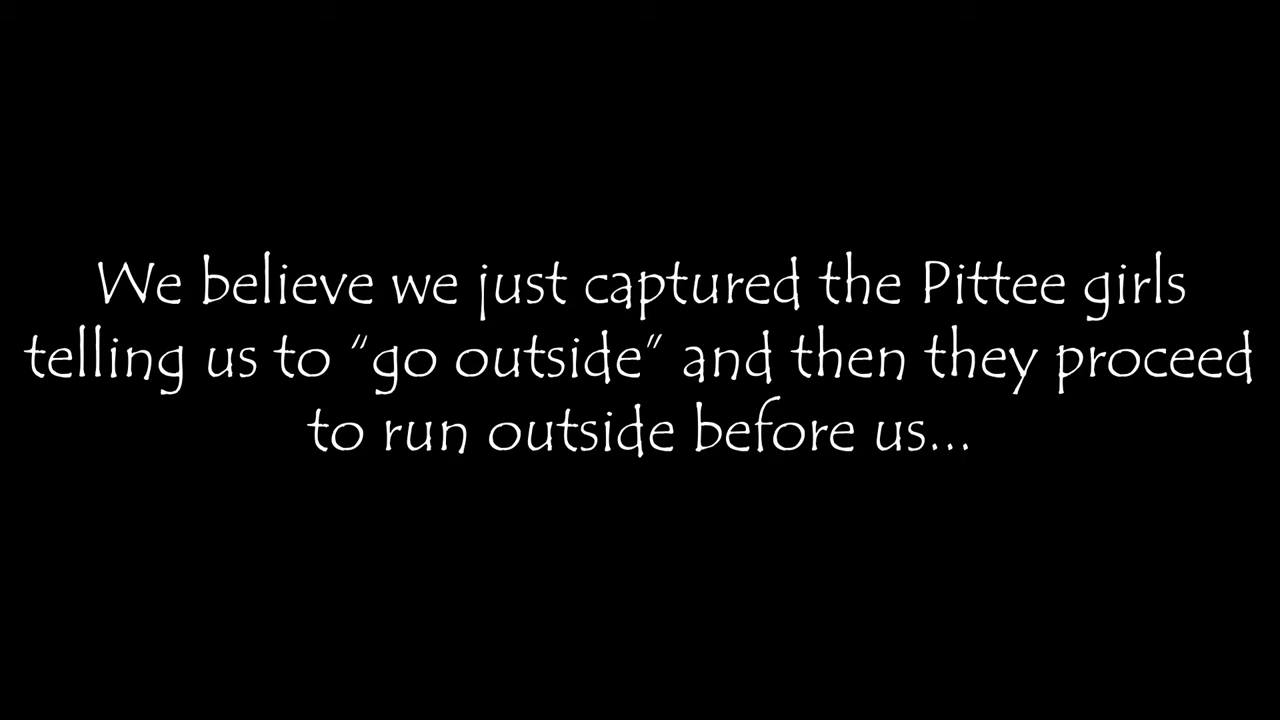 We believe we just captured the Pittee girls
telling us to “go outside” and then they proceed
to run outside before us...